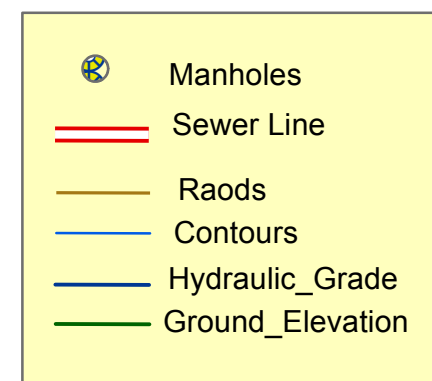 Manholes
Sewer Line
Raods
Contours
Hydraulic_Grade
Ground_Elevation